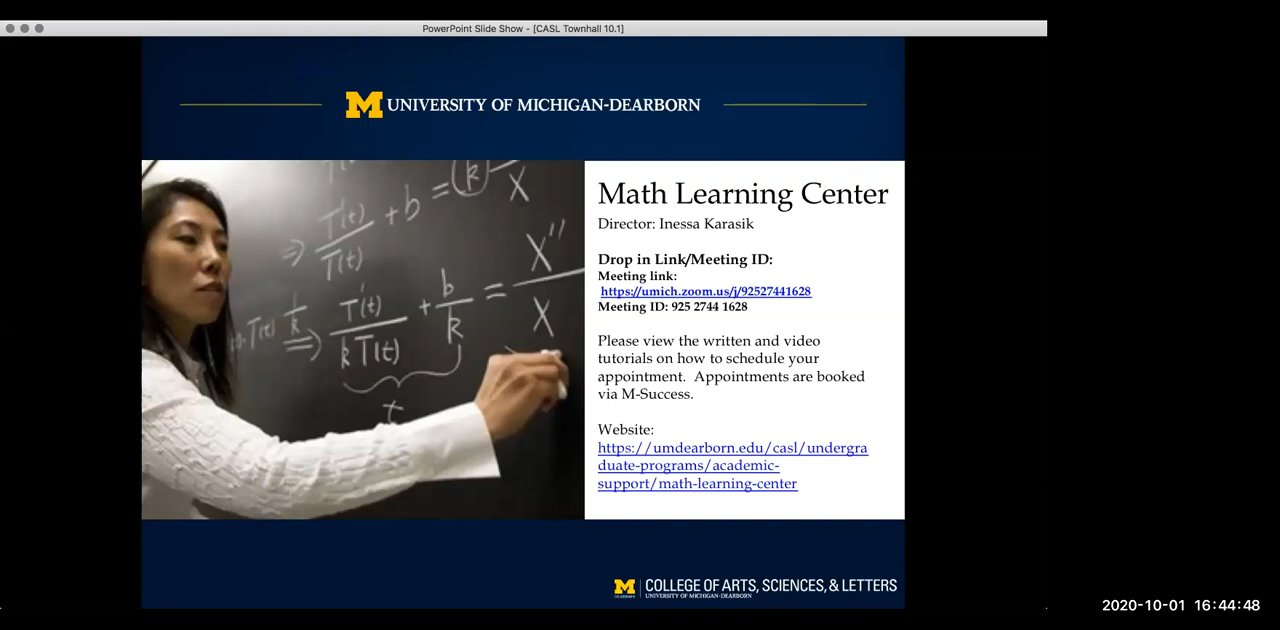 PowerPoint Slide Show - [CASL Townhall 10.1]
M UNIVERSITY OF MICHIGAN-DEARBORN
T'(t)/T(t) + b = (k) X
⇒
T'(t)/k T(t) + b/k = X''/X
⇒
Math Learning Center
Director: Inessa Karasik
Drop in Link/Meeting ID:
Meeting link:
https://umich.zoom.us/j/92527441628
Meeting ID: 925 2744 1628
Please view the written and video
tutorials on how to schedule your
appointment.  Appointments are booked
via M-Success.
Website:
https://umdearborn.edu/casl/undergra
duate-programs/academic-
support/math-learning-center
M DEARBORN COLLEGE OF ARTS, SCIENCES, & LETTERS
UNIVERSITY OF MICHIGAN-DEARBORN
2020-10-01 16:44:48